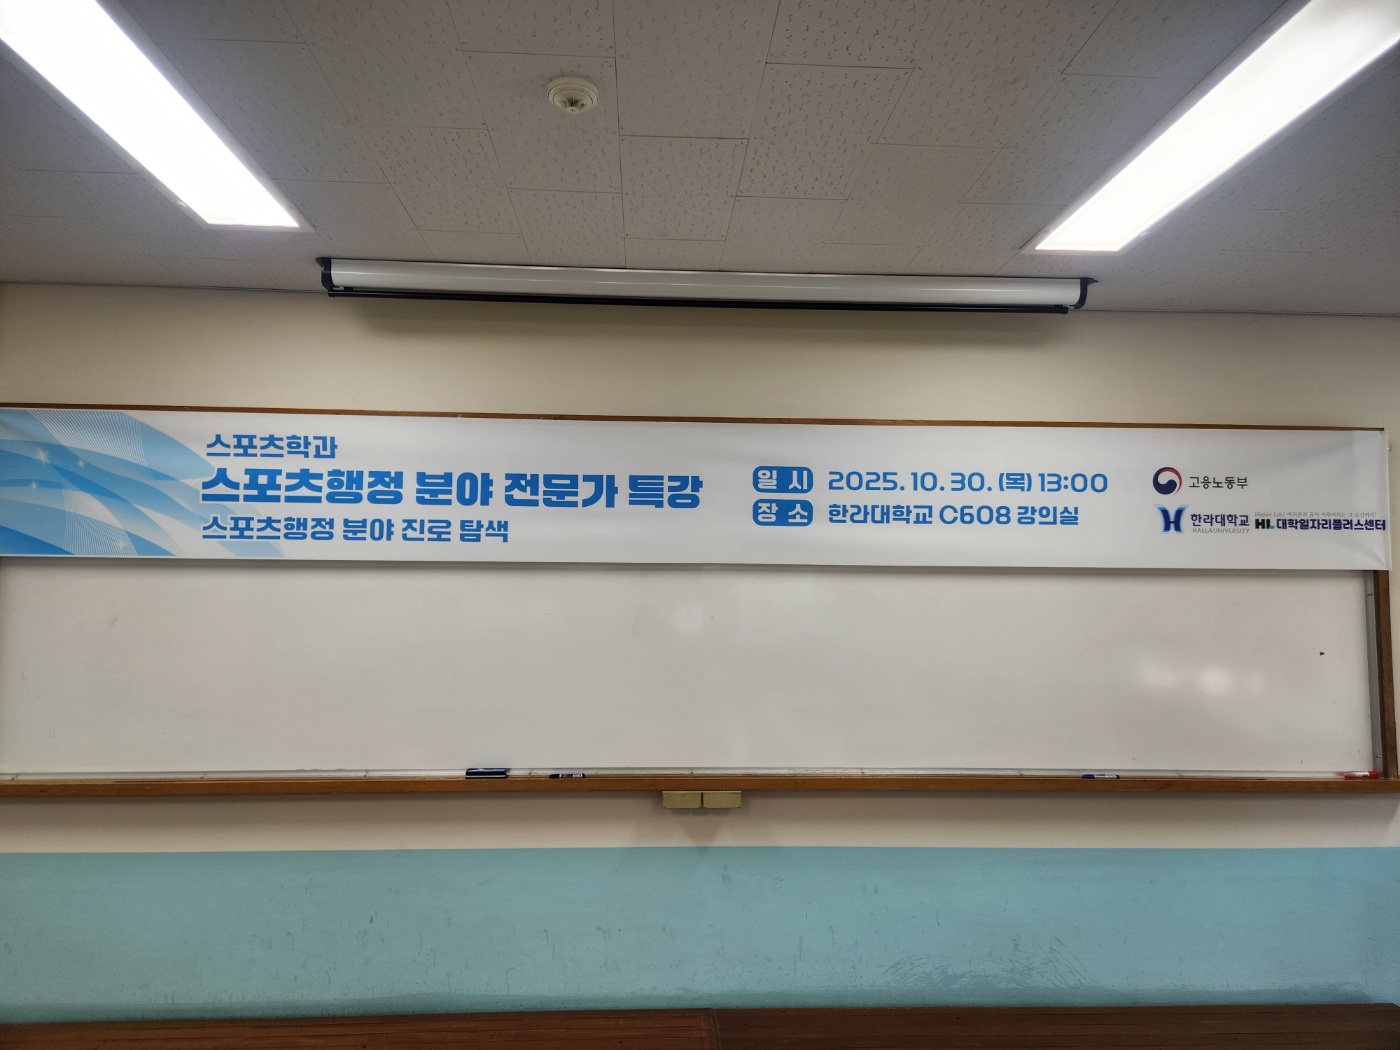 스포츠학과
스포츠행정 분야 전문가 특강
스포츠행정 분야 진로 탐색
일 시 2025. 10. 30. (목) 13:00
장 소 한라대학교 C608 강의실
고용노동부
한라대학교
HALLA UNIVERSITY
대학일자리플러스센터